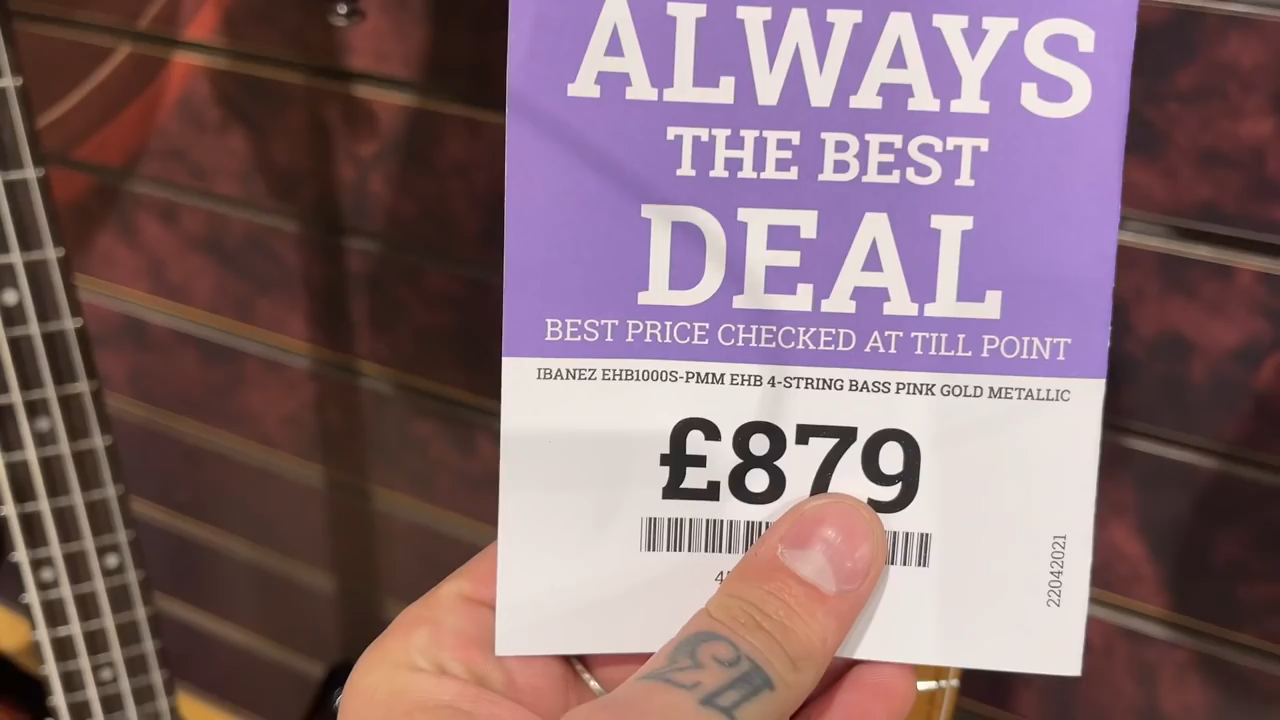 ALWAYS
THE BEST
DEAL
BEST PRICE CHECKED AT TILL POINT
IBANEZ EHB1000S-PMM EHB 4-STRING BASS PINK GOLD METALLIC
£879
22042021